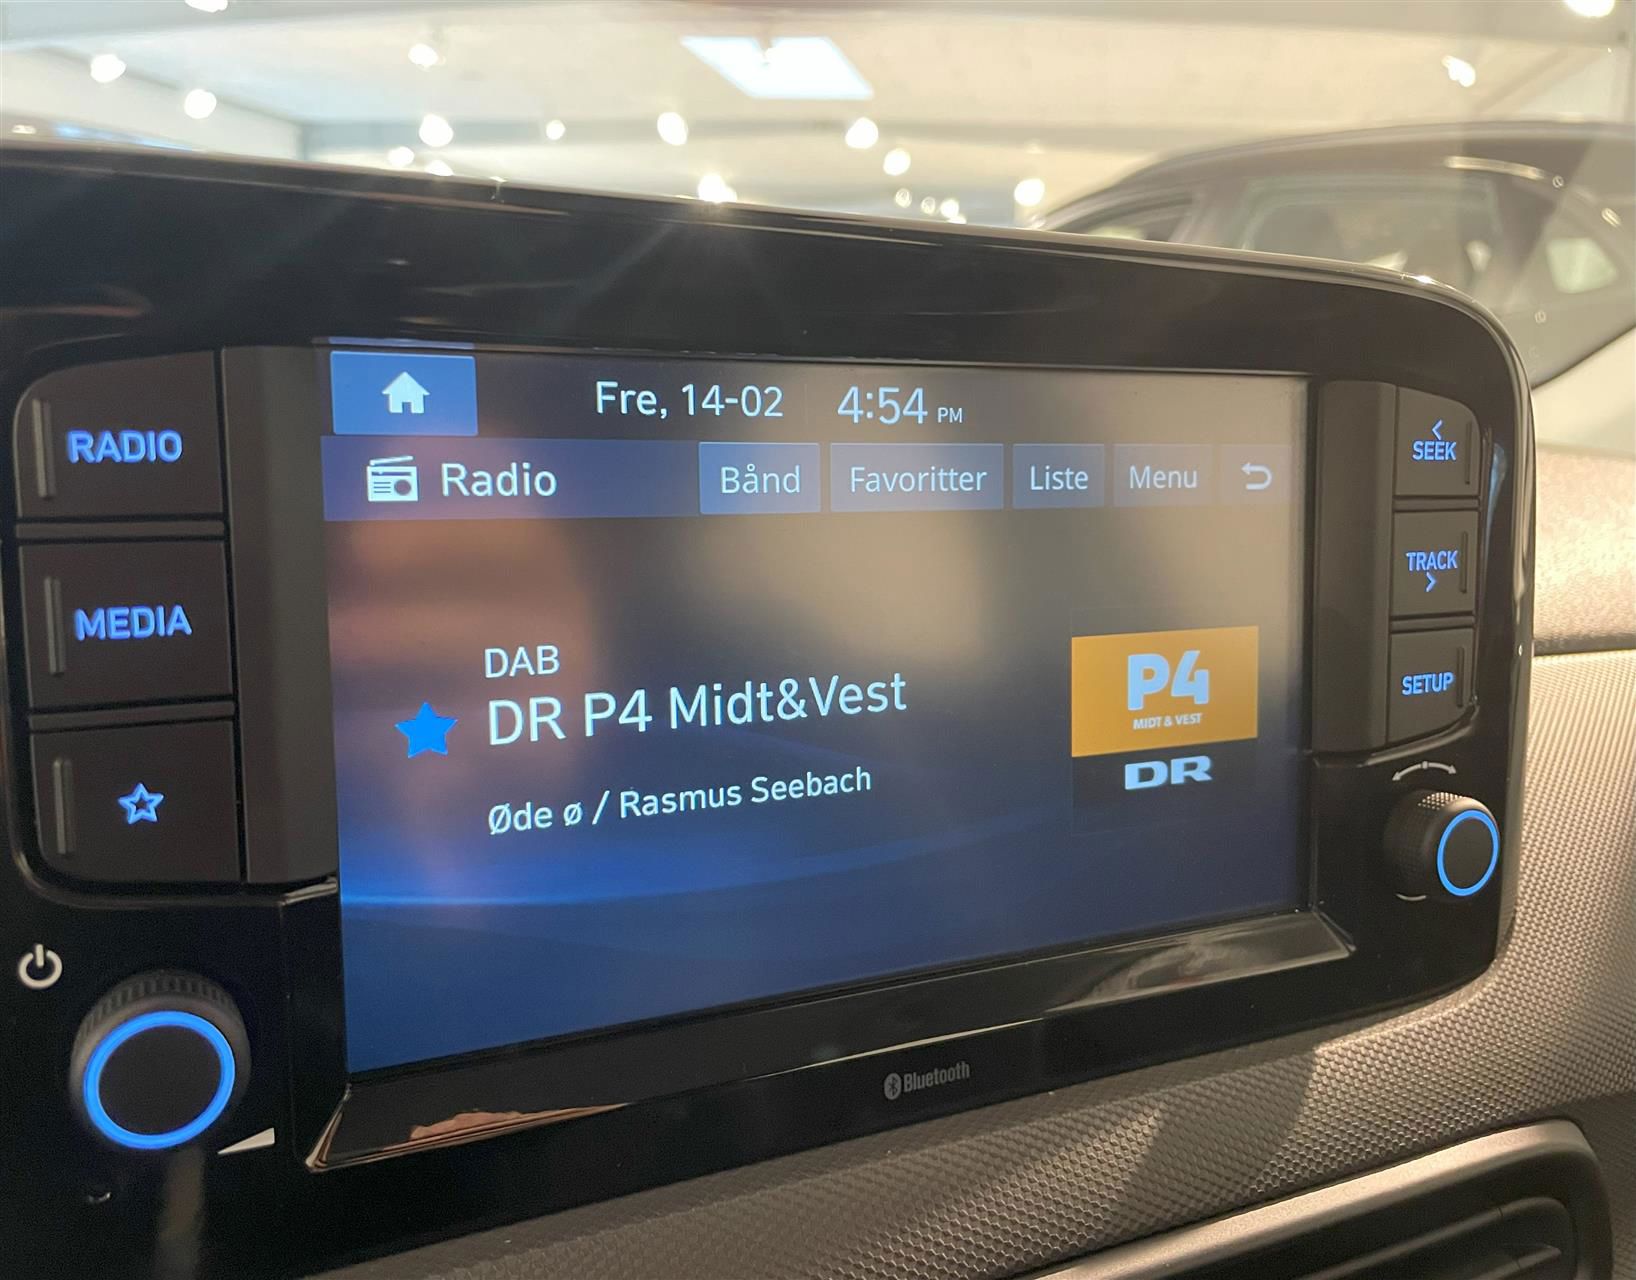 Fre, 14-02 4:54 PM
Radio Bånd Favoritter Liste Menu
RADIO
MEDIA
DAB
DR P4 Midt&Vest
Øde ø / Rasmus Seebach
P4
MIDT & VEST
DR
SEEK
TRACK
SETUP
Bluetooth